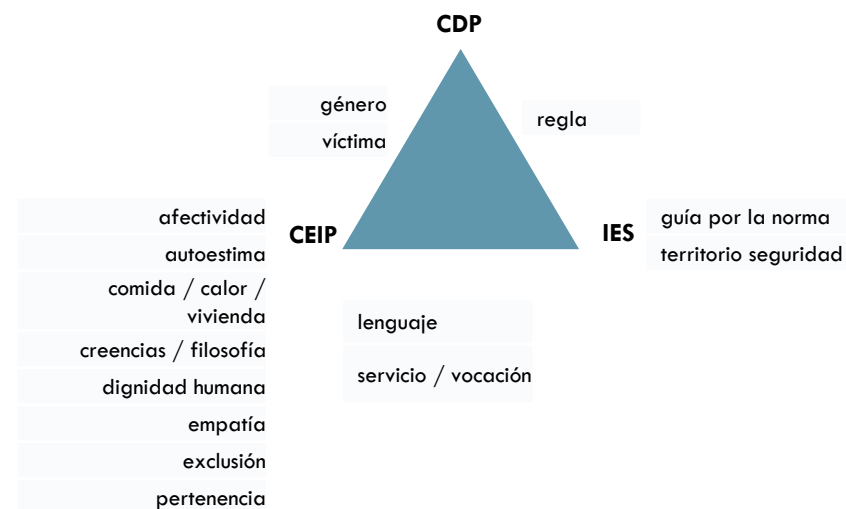 CDP
género
víctima
regla
afectividad
autoestima
comida / calor /
vivienda
creencias / filosofía
dignidad humana
empatía
exclusión
pertenencia
CEIP
IES
guía por la norma
territorio seguridad
lenguaje
servicio / vocación